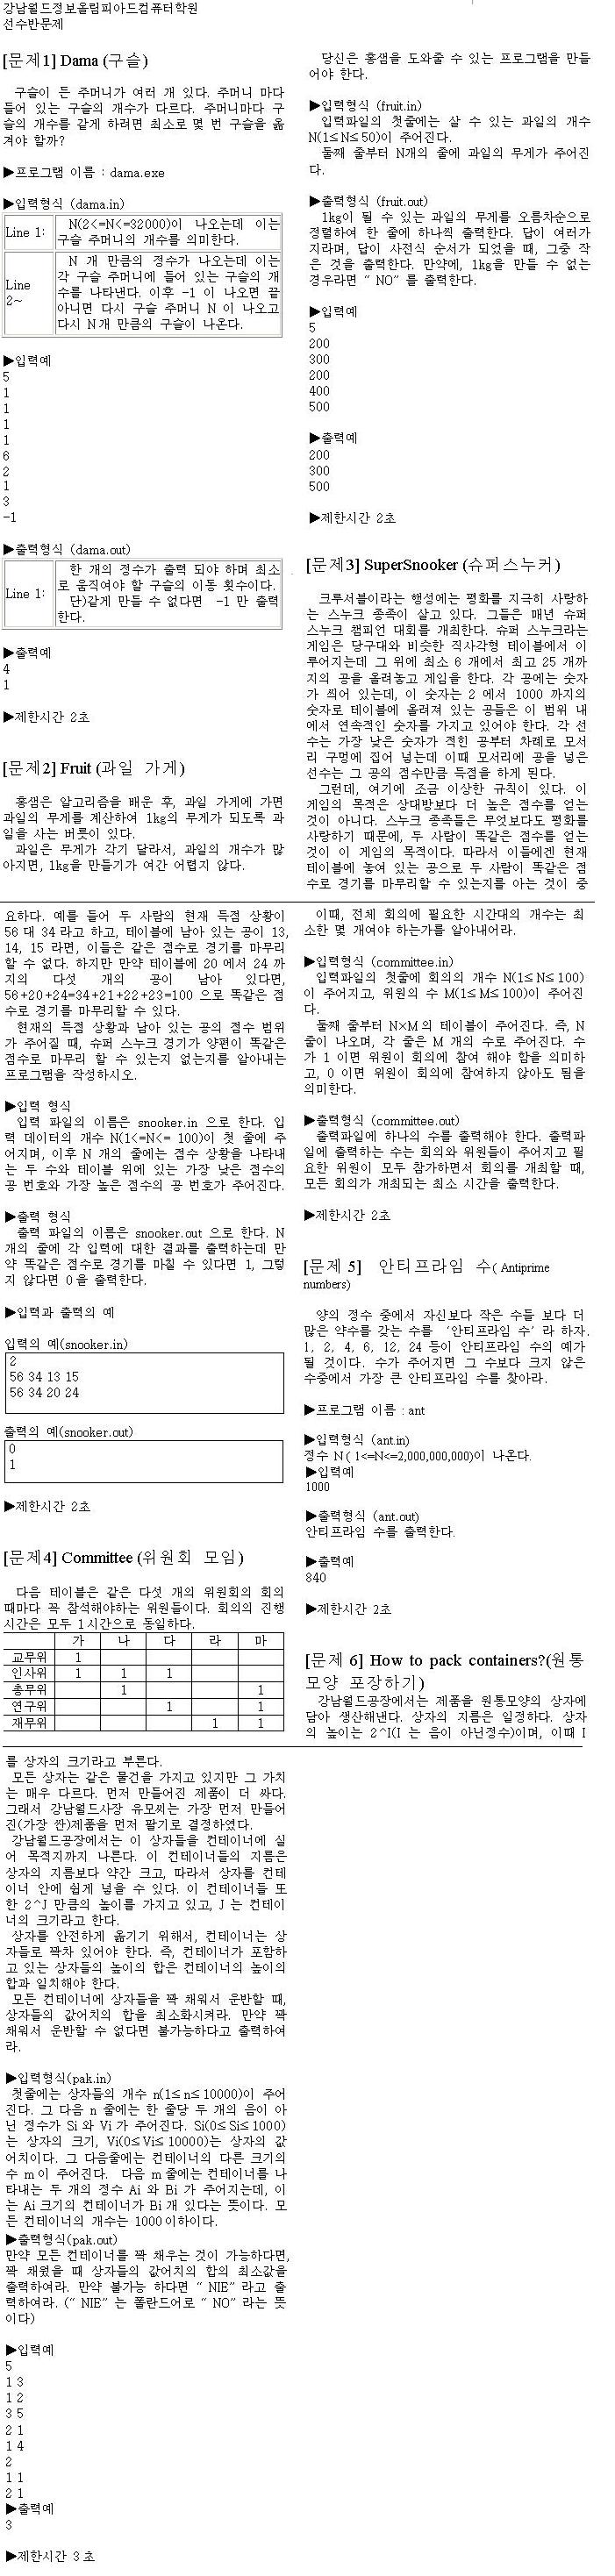 강남월드정보올림피아드컴퓨터학원
선수반문제
[문제1] Dama (구슬)
구슬이 든 주머니가 여러 개 있다. 주머니 마다
들어 있는 구슬의 개수가 다르다. 주머니마다 구
슬의 개수를 같게 하려면 최소로 몇 번 구슬을 옮
겨야 할까?
▶프로그램 이름 : dama.exe
▶입력형식 (dama.in)
Line 1: N(2<=N<=32000)이 나오는데 이는
구슬 주머니의 개수를 의미한다.
Line 2~ N 개 만큼의 정수가 나오는데 이는
각 구슬 주머니에 들어 있는 구슬의 개
수를 나타낸다. 이후 -1 이 나오면 끝
아니면 다시 구슬 주머니 N 이 나오고
다시 N개 만큼의 구슬이 나온다.
▶입력예
5
1
1
1
1
6
2
1
3
-1
▶출력형식 (dama.out)
Line 1: 한 개의 정수가 출력 되야 하며 최소
로 움직여야 할 구슬의 이동 횟수이다.
단)같게 만들 수 없다면 -1 만 출력
한다.
▶출력예
4
1
▶제한시간 2초
[문제2] Fruit (과일 가게)
홍샘은 알고리즘을 배운 후, 과일 가게에 가면
과일의 무게를 계산하여 1kg의 무게가 되도록 과
일을 사는 버릇이 있다.
과일은 무게가 각기 달라서, 과일의 개수가 많
아지면, 1kg을 만들기가 여간 어렵지 않다.
당신은 홍샘을 도와줄 수 있는 프로그램을 만들
어야 한다.
▶입력형식 (fruit.in)
입력파일의 첫줄에는 살 수 있는 과일의 개수
N(1≤N≤50)이 주어진다.
둘째 줄부터 N개의 줄에 과일의 무게가 주어진
다.
▶출력형식 (fruit.out)
1kg이 될 수 있는 과일의 무게를 오름차순으로
정렬하여 한 줄에 하나씩 출력한다. 답이 여러가
지라며, 답이 사전식 순서가 되었을 때, 그중 작
은 것을 출력한다. 만약에, 1kg을 만들 수 없는
경우라면 “ NO” 를 출력한다.
▶입력예
5
200
300
200
400
500
▶출력예
200
300
500
▶제한시간 2초
[문제3] SuperSnooker (슈퍼스누커)
크루서블이라는 행성에는 평화를 지극히 사랑하
는 스누크 종족이 살고 있다. 그들은 매년 슈퍼
스누크 챔피언 대회를 개최한다. 슈퍼 스누크라는
게임은 당구대와 비슷한 직사각형 테이블에서 이
루어지는데 그 위에 최소 6 개에서 최고 25 개까
지의 공을 올려놓고 게임을 한다. 각 공에는 숫자
가 씌어 있는데, 이 숫자는 2 에서 1000 까지의
숫자로 테이블에 올려져 있는 공들은 이 범위 내
에서 연속적인 숫자를 가지고 있어야 한다. 각 선
수는 가장 낮은 숫자가 적힌 공부터 차례로 모서
리 구멍에 집어 넣는데 이때 모서리에 공을 넣은
선수는 그 공의 점수만큼 득점을 하게 된다.
그런데, 여기에 조금 이상한 규칙이 있다. 이
게임의 목적은 상대방보다 더 높은 점수를 얻는
것이 아니다. 스누크 종족들은 무엇보다도 평화를
사랑하기 때문에, 두 사람이 똑같은 점수를 얻는
것이 이 게임의 목적이다. 따라서 이들에겐 현재
테이블에 놓여 있는 공으로 두 사람이 똑같은 점
수로 경기를 마무리할 수 있는지를 아는 것이 중
요하다. 예를 들어 두 사람의 현재 득점 상황이
56 대 34 라고 하고, 테이블에 남아 있는 공이 13,
14, 15 라면, 이들은 같은 점수로 경기를 마무리
할 수 없다. 하지만 만약 테이블에 20 에서 24 까
지의 다섯 개의 공이 남아 있다면,
56+20+24=34+21+22+23=100 으로 똑같은 점
수로 경기를 마무리할 수 있다.
현재의 득점 상황과 남아 있는 공의 점수 범위
가 주어질 때, 슈퍼 스누크 경기가 양편이 똑같은
점수로 마무리 할 수 있는지 없는지를 알아내는
프로그램을 작성하시오.
▶입력 형식
입력 파일의 이름은 snooker.in 으로 한다. 입
력 데이터의 개수 N(1<=N<= 100)이 첫 줄에 주
어지며, 이후 N 개의 줄에는 점수 상황을 나타내
는 두 수와 테이블 위에 있는 가장 낮은 점수의
공 번호와 가장 높은 점수의 공 번호가 주어진다.
▶출력 형식
출력 파일의 이름은 snooker.out 으로 한다. N
개의 줄에 각 입력에 대한 결과를 출력하는데 만
약 똑같은 점수로 경기를 마칠 수 있다면 1, 그렇
지 않다면 0 을 출력한다.
▶입력과 출력의 예
입력의 예(snooker.in)
2
56 34 13 15
56 34 20 24
출력의 예(snooker.out)
0
1
▶제한시간 2초
[문제4] Committee (위원회 모임)
다음 테이블은 같은 다섯 개의 위원회의 회의
때마다 꼭 참석해야하는 위원들이다. 회의의 진행
시간은 모두 1시간으로 동일하다.
가 나 다 라 마
교무위 1
인사위 1 1 1
총무위 1 1
연구위 1 1
재무위 1 1
이때, 전체 회의에 필요한 시간대의 개수는 최
소한 몇 개여야 하는가를 알아내어라.
▶입력형식 (committee.in)
입력파일의 첫줄에 회의의 개수 N(1≤N≤100)
이 주어지고, 위원의 수 M(1≤M≤100)개 주어진
다.
둘째 줄부터 N×M의 테이블이 주어진다. 즉, N
줄이 나오며, 각 줄은 M 개의 수로 주어진다. 수
가 1 이면 위원이 회의에 참여 해야 함을 의미하
고, 0 이면 위원이 회의에 참여하지 않아도 됨을
의미한다.
▶출력형식 (committee.out)
출력파일에 하나의 수를 출력해야 한다. 출력파
일에 출력하는 수는 회의와 위원들이 주어지고 필
요한 위원이 모두 참가하면서 회의를 개최할 때,
모든 회의가 개최되는 최소 시간을 출력한다.
▶제한시간 2초
[문제 5] 안티프라임 수( Antiprime
numbers)
양의 정수 중에서 자신보다 작은 수들 보다 더
많은 약수를 갖는 수를 ‘안티프라임 수’ 라 하자.
1, 2, 4, 6, 12, 24 등이 안티프라임 수의 예가
될 것이다. 수가 주어지면 그 수보다 크지 않은
수중에서 가장 큰 안티프라임 수를 찾아라.
▶프로그램 이름 : ant
▶입력형식 (ant.in)
정수 N ( 1<=N<=2,000,000,000)이 나온다.
▶입력예
1000
▶출력형식 (ant.out)
안티프라임 수를 출력한다.
▶출력예
840
▶제한시간 2초
[문제 6] How to pack containers?(원통
모양 포장하기)
강남월드공장에서는 제품을 원통모양의 상자에
담아 생산해낸다. 상자의 지름은 일정하다. 상자
의 높이는 2^I(I 는 음이 아닌정수)이며, 이때 I
를 상자의 크기라고 부른다.
모든 상자는 같은 물건을 가지고 있지만 그 가치
는 매우 다르다. 먼저 만들어진 제품이 더 싸다.
그래서 강남월드사장 유모씨는 가장 먼저 만들어
진(가장 싼)제품을 먼저 팔기로 결정하였다.
강남월드공장에서는 이 상자들을 컨테이너에 실
어 목적지까지 나른다. 이 컨테이너들의 지름은
상자의 지름보다 약간 크고, 따라서 상자를 컨테
이너 안에 쉽게 넣을 수 있다. 이 컨테이너들 또
한 2^J 만큼의 높이를 가지고 있고, J 는 컨테이
너의 크기라고 한다.
상자를 안전하게 옮기기 위해서, 컨테이너는 상
자들로 꽉차 있어야 한다. 즉, 컨테이너가 포함하
고 있는 상자들의 높이의 합은 컨테이너의 높이의
합과 일치해야 한다.
모든 컨테이너에 상자들을 꽉 채워서 운반할 때,
상자들의 값어치의 합을 최소화시켜라. 만약 꽉
채워서 운반할 수 없다면 불가능하다고 출력하여
라.
▶입력형식(pak.in)
첫줄에는 상자들의 개수 n(1≤n≤10000)이 주어
진다. 그 다음 n 줄에는 한 줄당 두 개의 음이 아
닌 정수가 Si 와 Vi 가 주어진다. Si(0≤Si≤1000)
는 상자의 크기, Vi(0≤Vi≤10000)는 상자의 값
어치이다. 그 다음줄에는 컨테이너의 다른 크기의
수 m이 주어진다. 다음 m 줄에는 컨테이너를 나
타내는 두 개의 정수 Ai 와 Bi 가 주어지는데, 이
는 Ai 크기의 컨테이너가 Bi 개 있다는 뜻이다. 모
든 컨테이너의 개수는 1000이하이다.
▶출력형식(pak.out)
만약 모든 컨테이너를 꽉 채우는 것이 가능하다면,
꽉 채웠을 때 상자들의 값어치의 합의 최소값을
출력하여라. 만약 불가능 하다면 “ NIE” 라고 출
력하여라. (“ NIE” 는 폴란드어로 “ NO” 라는 뜻
이다)
▶입력예
5
1 3
1 2
3 5
2 1
1 4
2
1 1
2 1
▶출력예
3
▶제한시간 3초